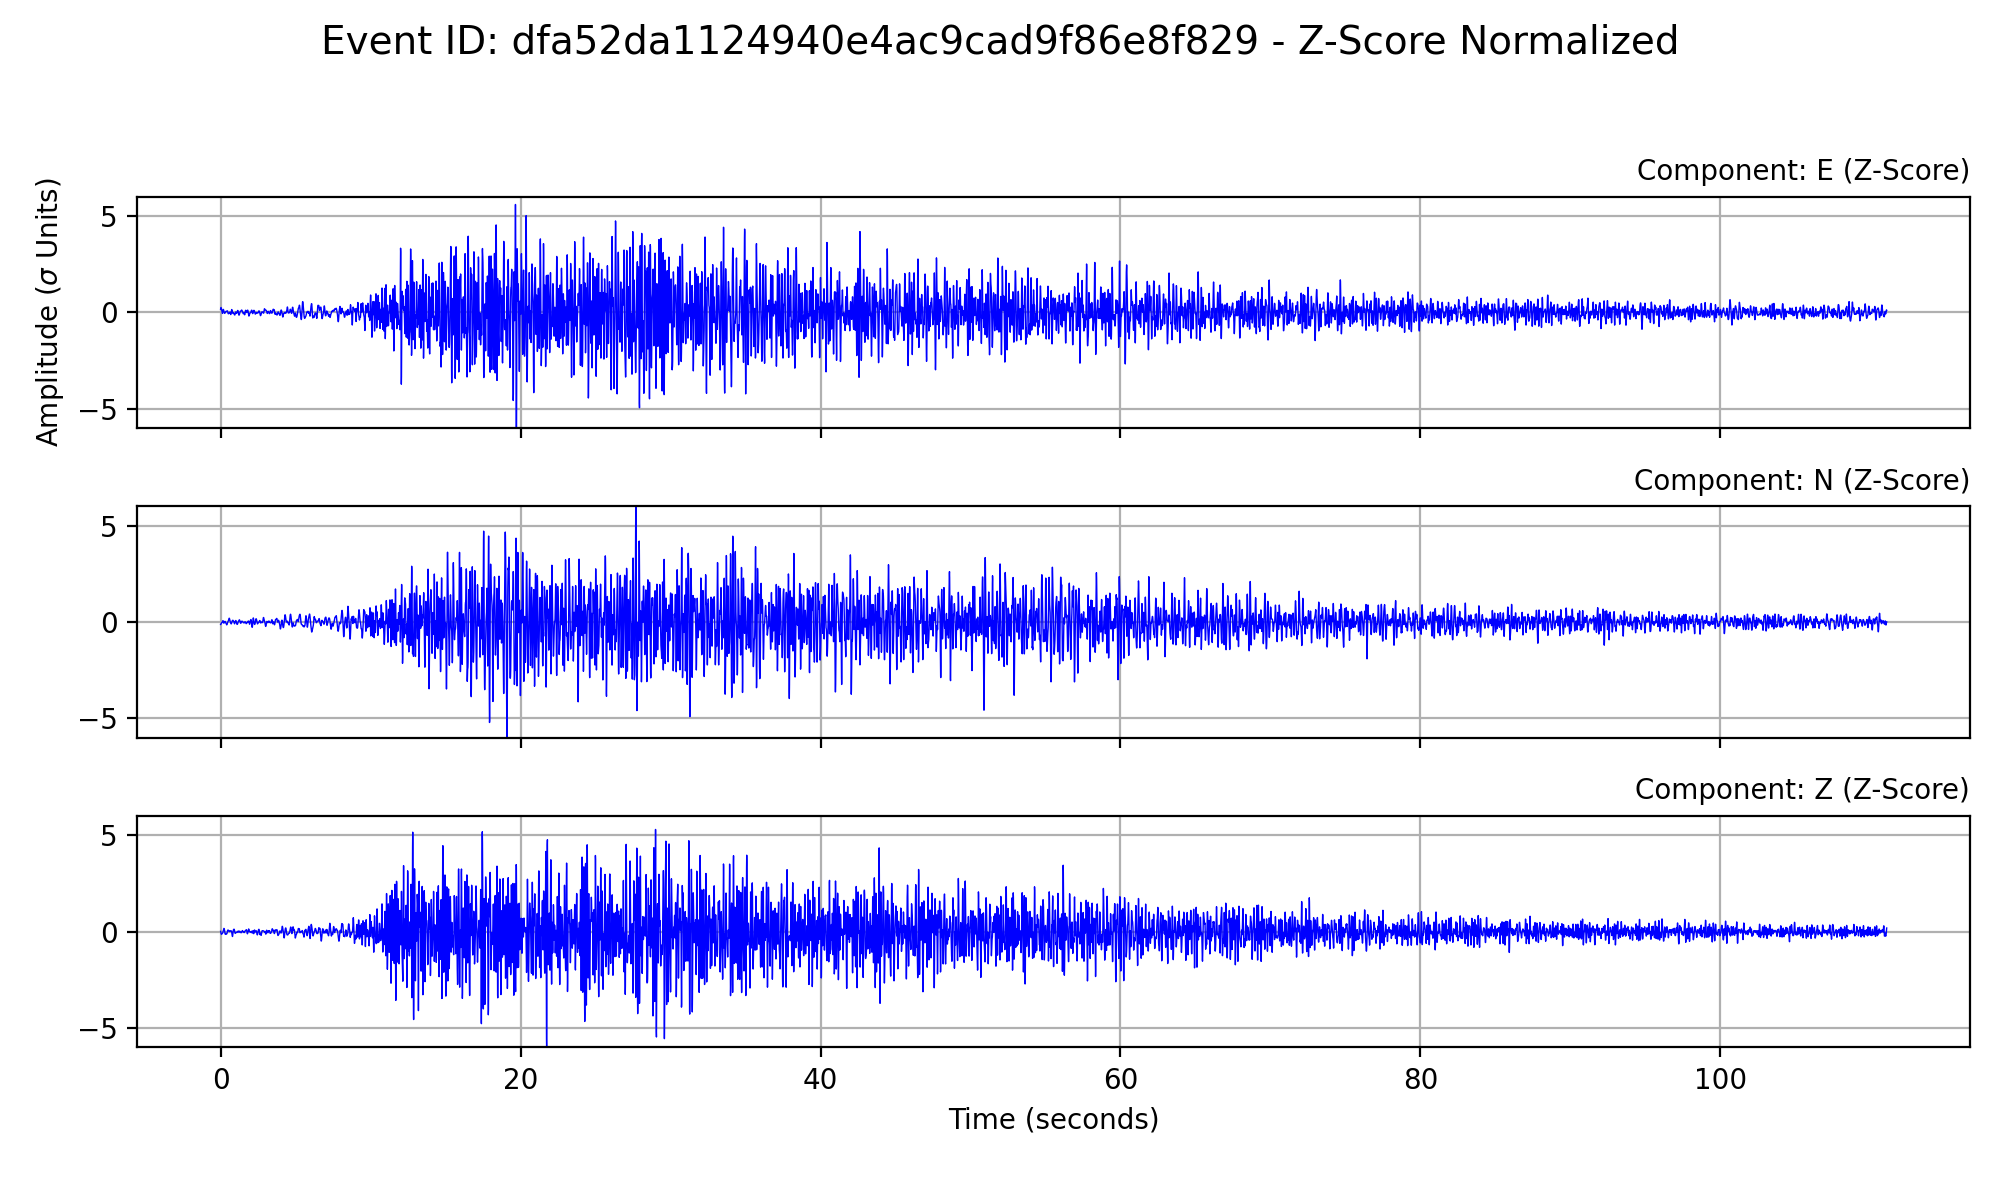 Event ID: dfa52da1124940e4ac9cad9f86e8f829 - Z-Score Normalized
Component: E (Z-Score)
Amplitude (σ Units)
5
0
−5
Component: N (Z-Score)
5
0
−5
Component: Z (Z-Score)
5
0
−5
0 20 40 60 80 100
Time (seconds)